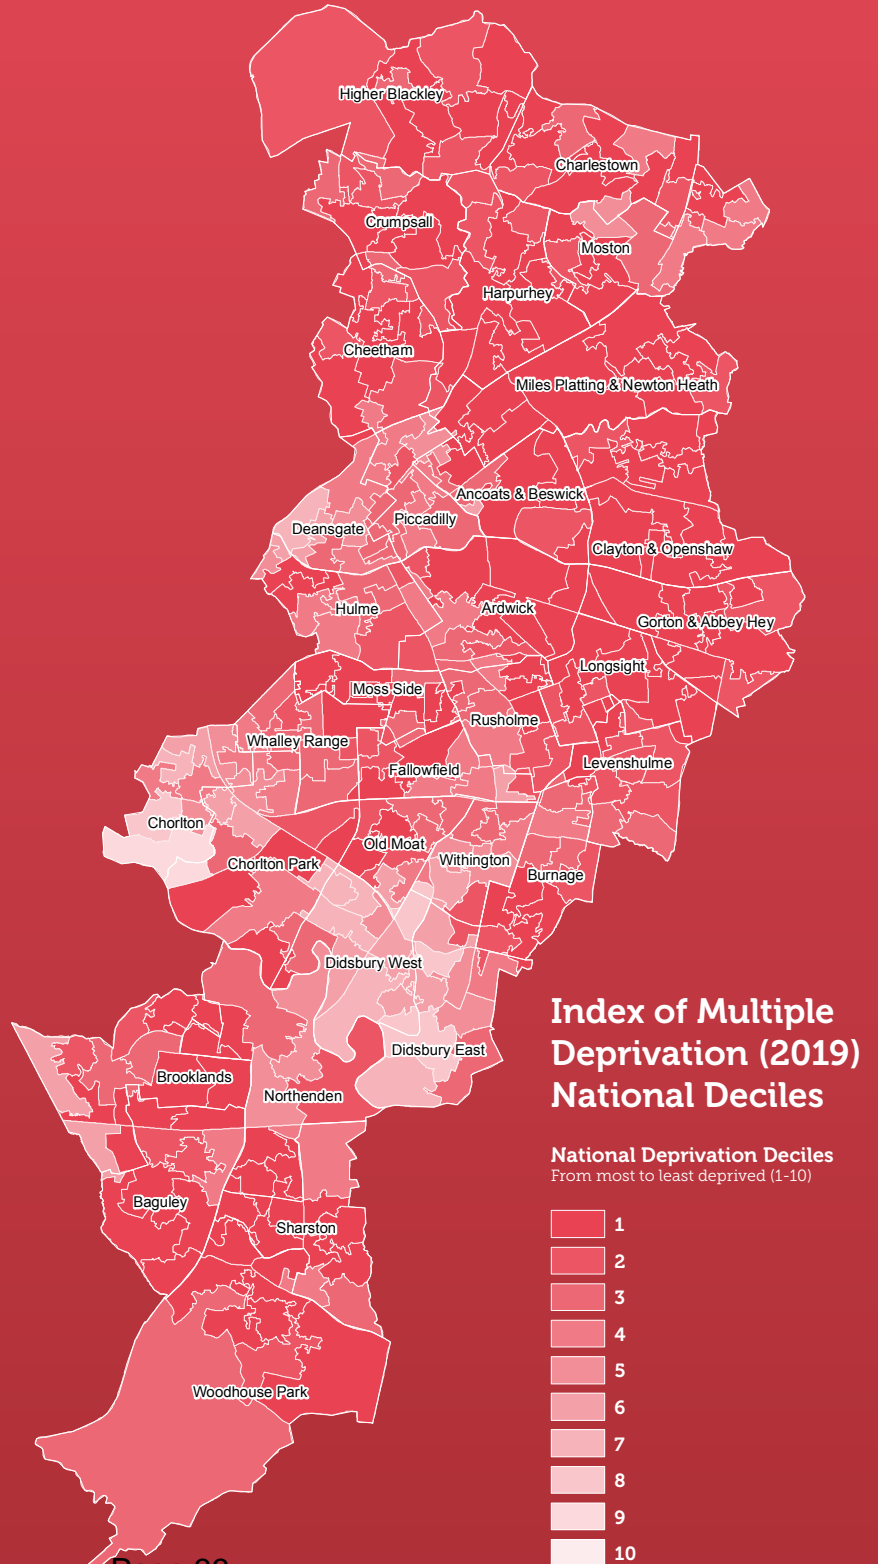 Higher Blackley
Charlestown
Crumpsall
Moston
Harpurhey
Cheetham
Miles Platting & Newton Heath
Ancoats & Beswick
Piccadilly
Deansgate
Clayton & Openshaw
Hulme
Ardwick
Gorton & Abbey Hey
Longsight
Moss Side
Rusholme
Whalley Range
Levenshulme
Fallowfield
Chorlton
Old Moat
Withington
Chorlton Park
Burnage
Didsbury West
Didsbury East
Brooklands
Northenden
Baguley
Sharston
Woodhouse Park
Index of Multiple
Deprivation (2019)
National Deciles
National Deprivation Deciles
From most to least deprived (1-10)
1
2
3
4
5
6
7
8
9
10